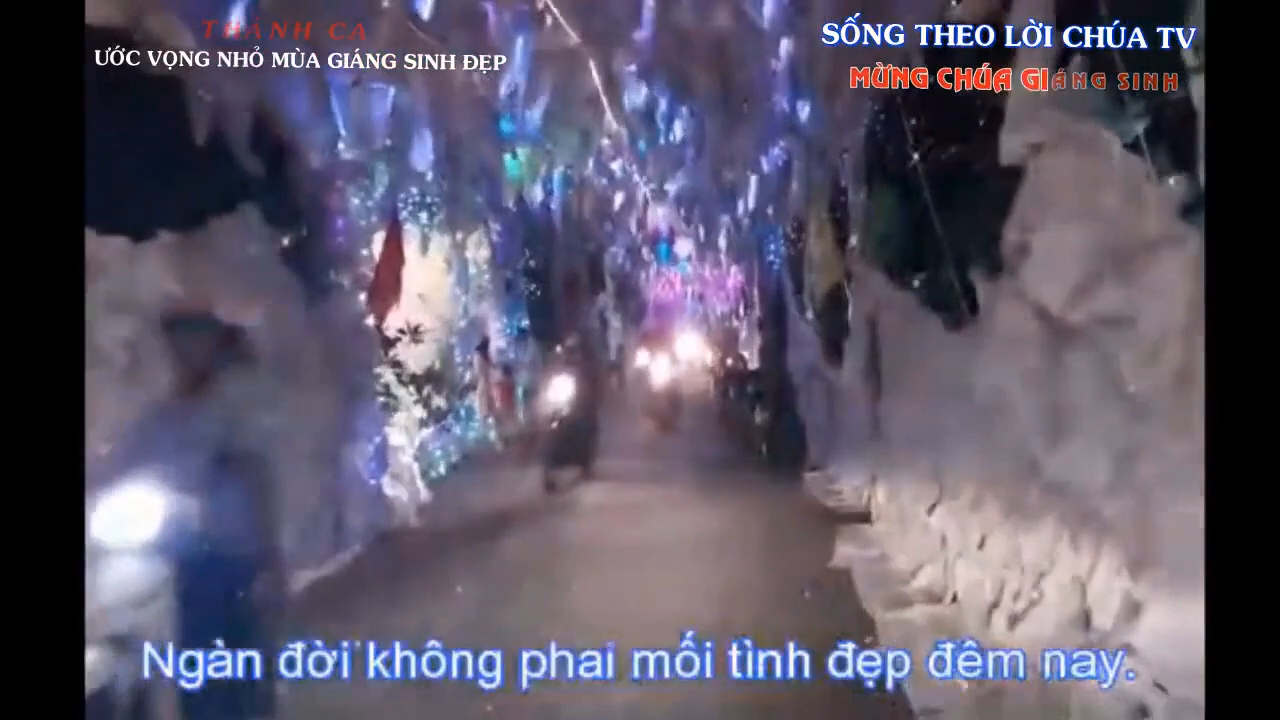 THÁNH CA
ƯỚC VỌNG NHỎ MÙA GIÁNG SINH ĐẸP
SỐNG THEO LỜI CHÚA TV
MỪNG CHÚA GIÁNG SINH
Ngàn đời không phai mối tình đẹp đêm nay.